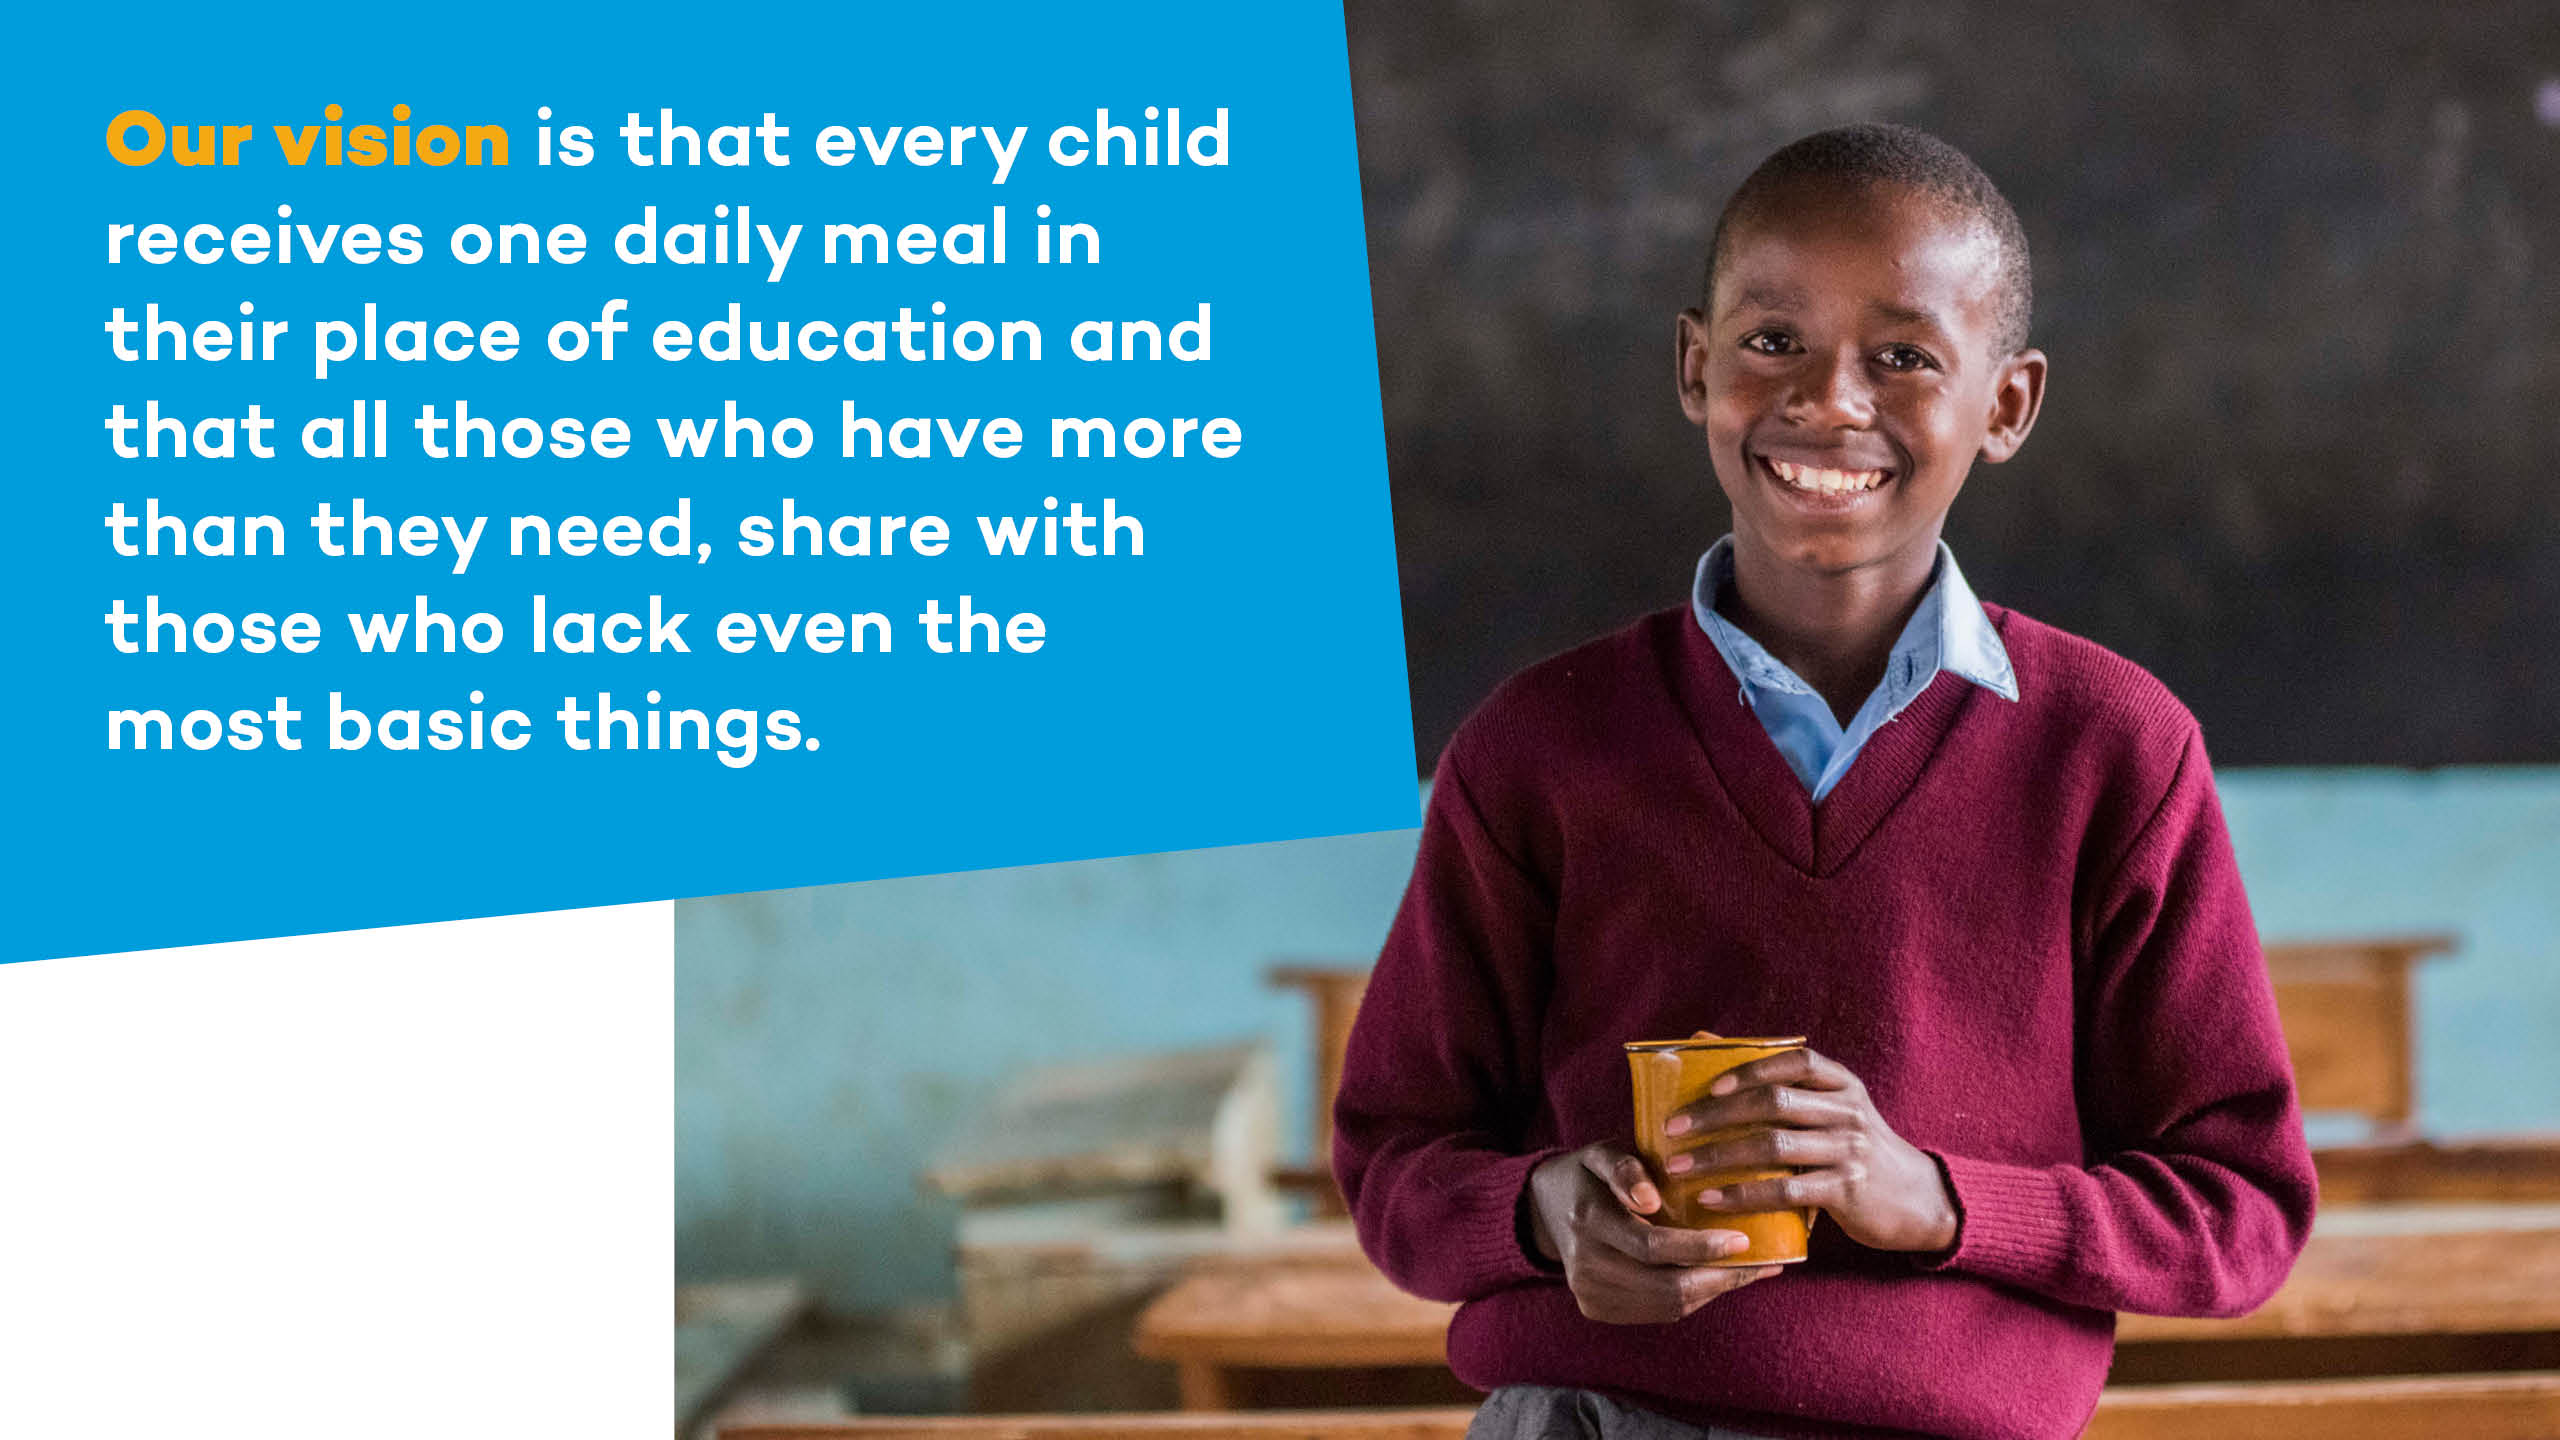 Our vision is that every child
receives one daily meal in
their place of education and
that all those who have more
than they need, share with
those who lack even the
most basic things.